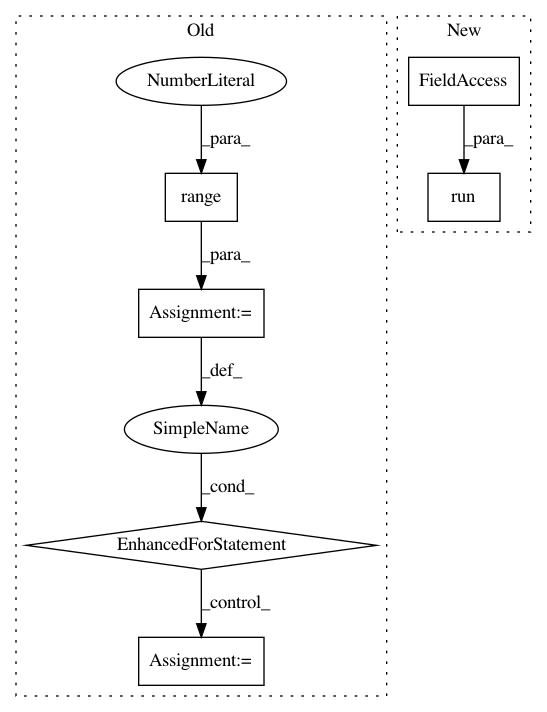 Old
New
NumberLiteral
FieldAccess
_para_
_para_
range
run
_para_
Assignment:=
_def_
SimpleName
_cond_
EnhancedForStatement
_control_
Assignment:=